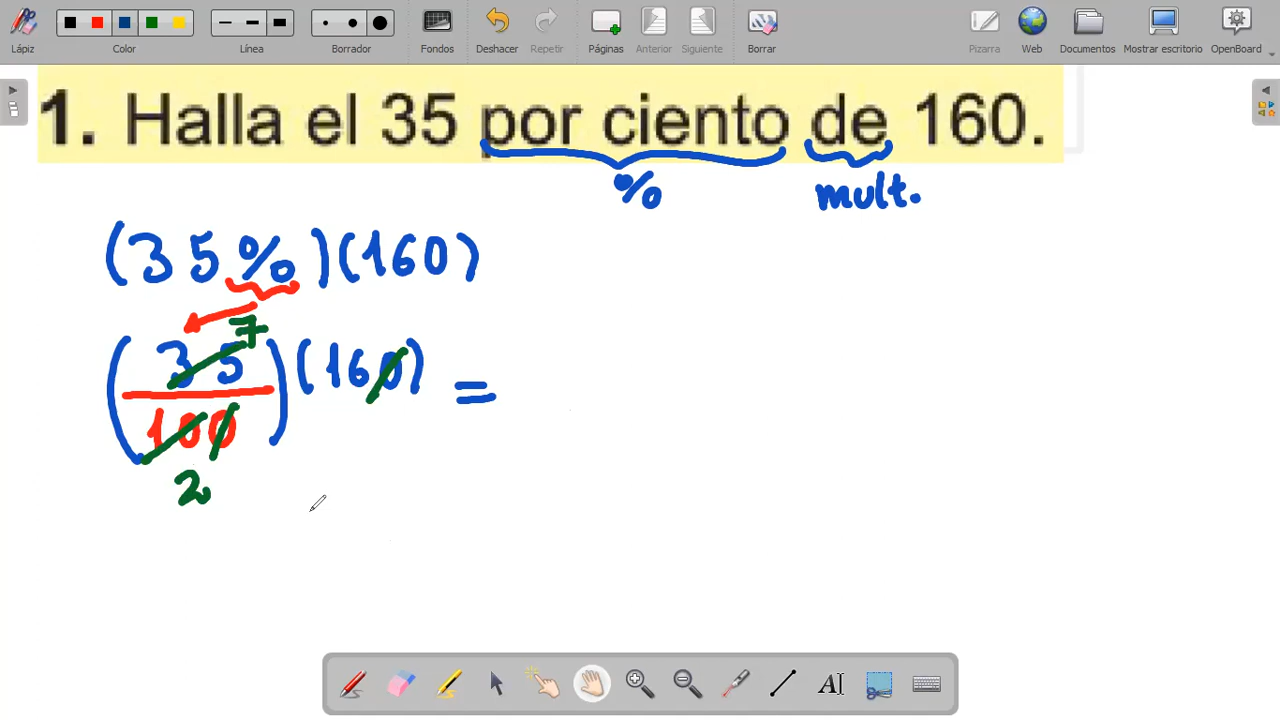 Lápiz Color Línea Borrador Fondos Deshacer Repetir Páginas Anterior Siguiente Borrar Pizarra Web Documentos Mostrar escritorio OpenBoard
1. Halla el 35 por ciento de 160.
% mult.
(35%)(160)
7
(35/100)(160) =
2
AI